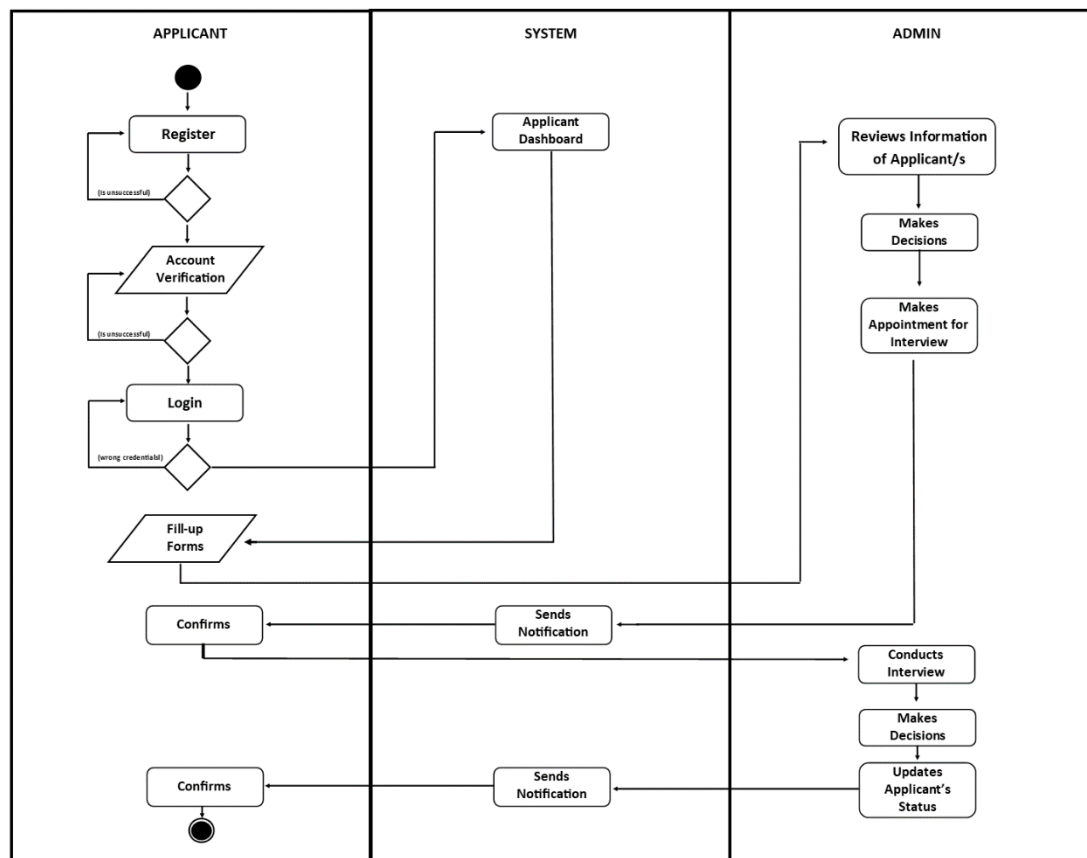 APPLICANT
SYSTEM
ADMIN
Register
(is unsuccessful)
Account
Verification
(is unsuccessful)
Login
(wrong credentials!)
Fill-up
Forms
Confirms
Confirms
Applicant
Dashboard
Sends
Notification
Sends
Notification
Reviews Information
of Applicant/s
Makes
Decisions
Makes
Appointment for
Interview
Conducts
Interview
Makes
Decisions
Updates
Applicant's
Status